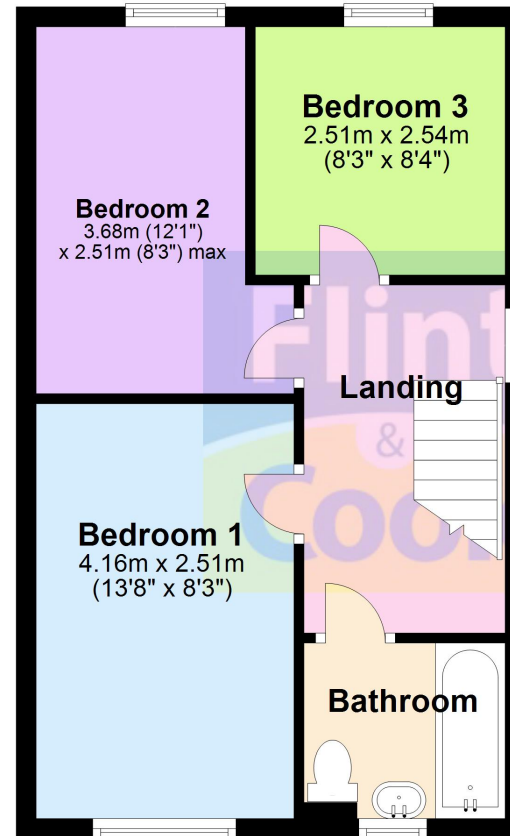 Bedroom 3
2.51m x 2.54m
(8'3" x 8'4")
Bedroom 2
3.68m (12'1")
x 2.51m (8'3") max
Flint
&
Landing
Bedroom 1
4.16m x 2.51m
(13'8" x 8'3")
Bathroom